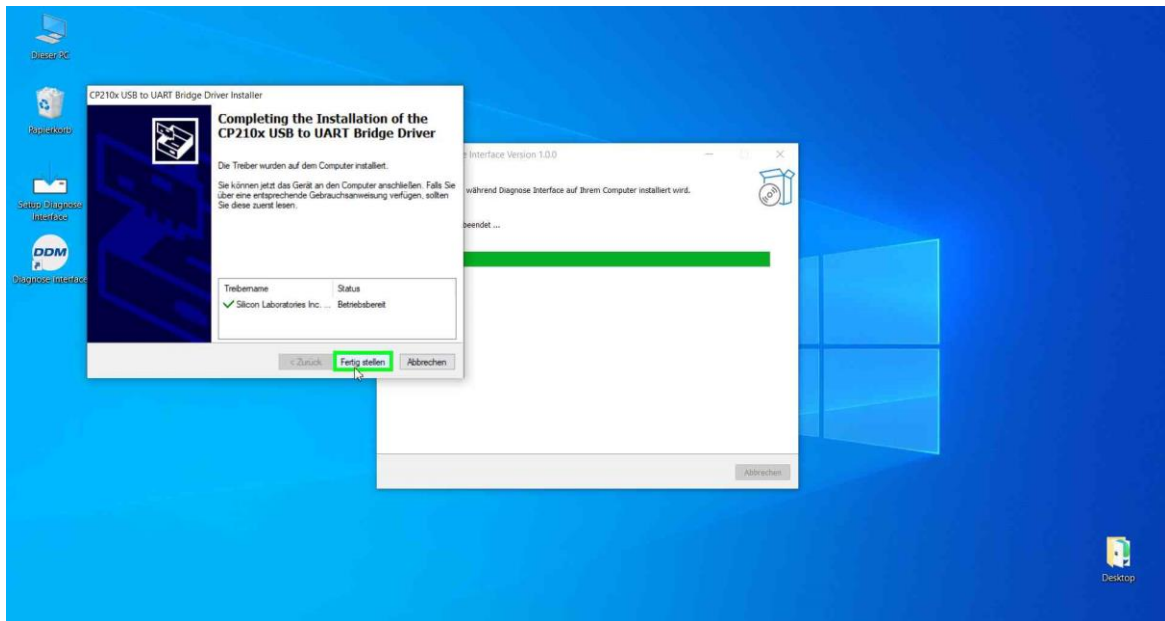 Dieser PC
Papierkorb
Setup Diagnose
Interface
DDM
Diagnose Interface
CP210x USB to UART Bridge Driver Installer
Completing the Installation of the
CP210x USB to UART Bridge Driver
Die Treiber wurden auf dem Computer installiert.
Sie können jetzt das Gerät an den Computer anschließen. Falls Sie
über eine entsprechende Gebrauchsanweisung verfügen, sollten
Sie diese zuerst lesen.
Treibername Status
Silicon Laboratories Inc. ... Betriebsbereit
< Zurück Fertig stellen Abbrechen
Interface Version 1.0.0
während Diagnose Interface auf Ihrem Computer installiert wird.
beendet ...
Abbrechen
Desktop